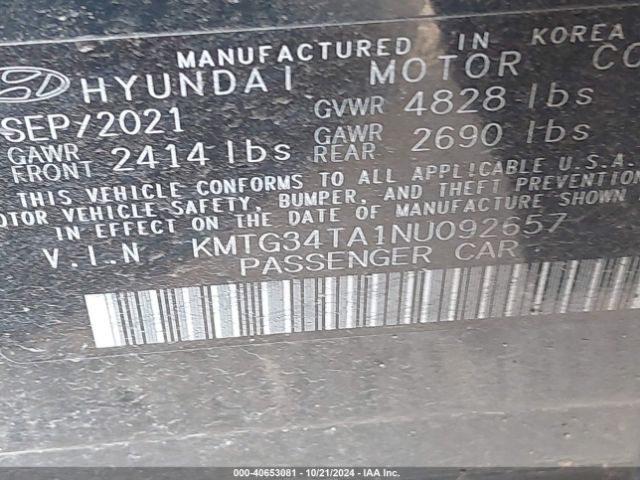 MANUFACTURED IN KOREA
HYUNDAI MOTOR CO
SEP/2021 GVWR 4828 lbs
GAWR FRONT 2414 lbs GAWR REAR 2690 lbs
THIS VEHICLE CONFORMS TO ALL APPLICABLE U.S.A.
MOTOR VEHICLE SAFETY, BUMPER, AND THEFT PREVENTION
IN EFFECT ON THE DATE OF MANUFACTURE SHOWN
V.I.N KMTG34TA1NU092657
PASSENGER CAR
000-40653081 - 10/21/2024 - IAA Inc.